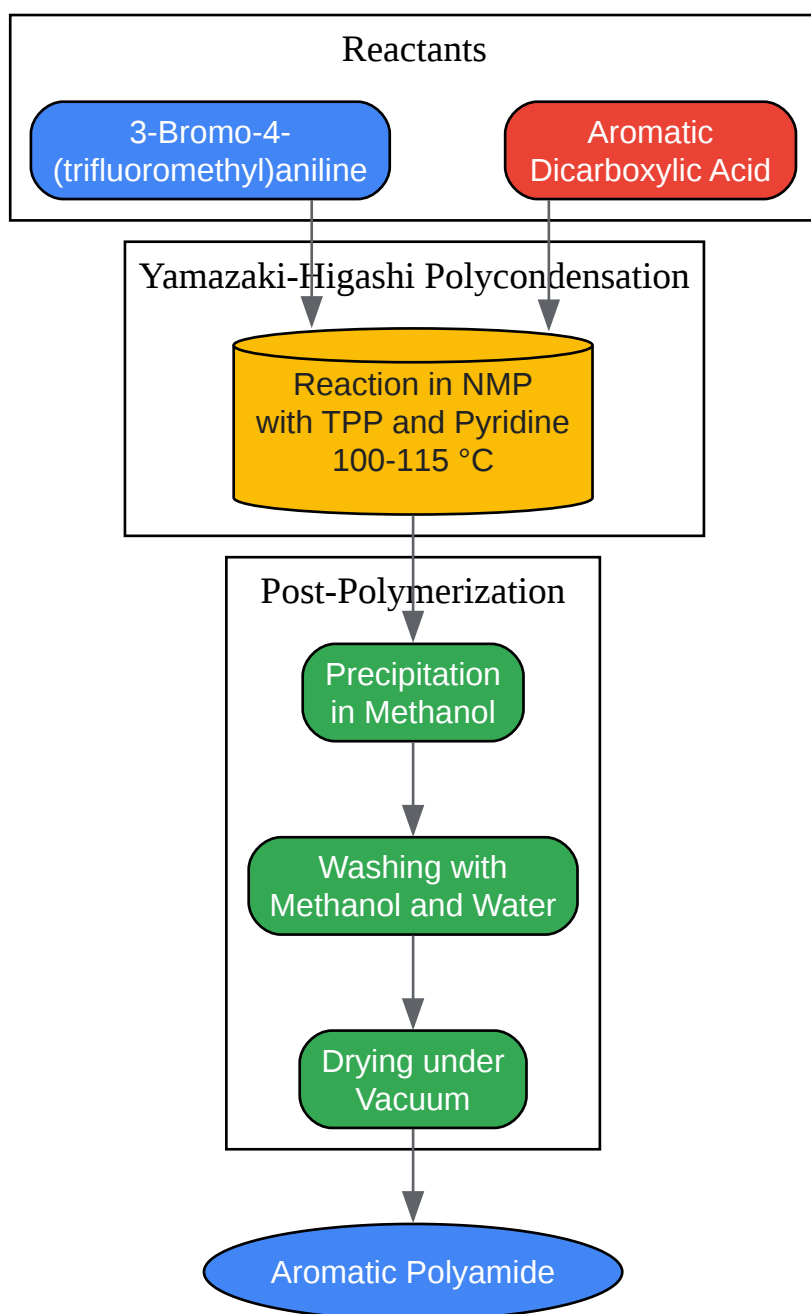 Reactants
3-Bromo-4-
(trifluoromethyl)aniline
Aromatic
Dicarboxylic Acid
Yamazaki-Higashi Polycondensation
Reaction in NMP
with TPP and Pyridine
100-115 °C
Post-Polymerization
Precipitation
in Methanol
Washing with
Methanol and Water
Drying under
Vacuum
Aromatic Polyamide